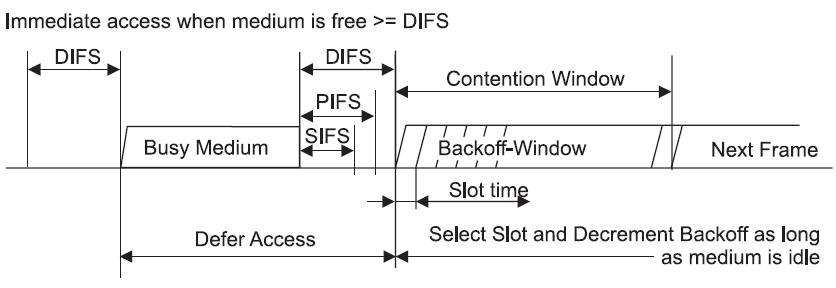 Immediate access when medium is free >= DIFS
DIFS
DIFS
Contention Window
PIFS
SIFS
Busy Medium
Backoff-Window
Next Frame
Slot time
Defer Access
Select Slot and Decrement Backoff as long
as medium is idle